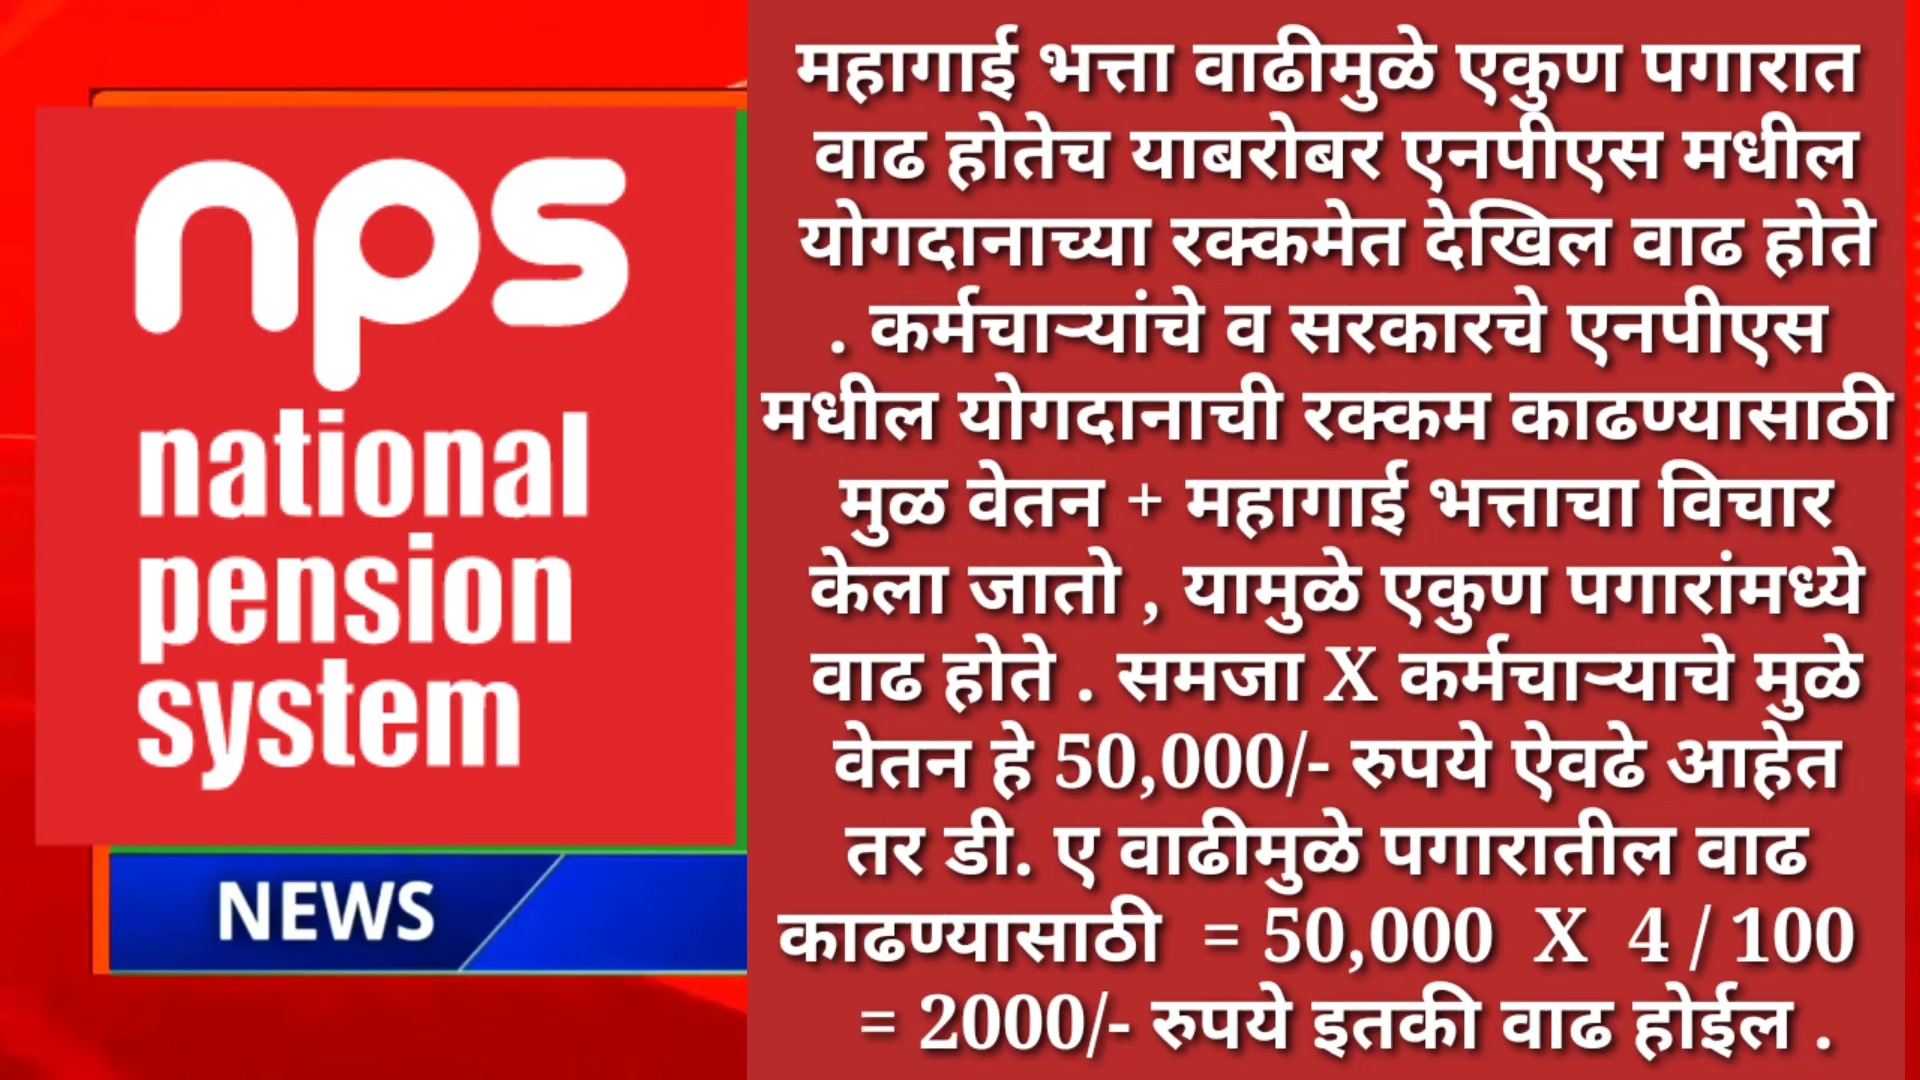 nps
national
pension
system
NEWS
महागाई भत्ता वाढीमुळे एकुण पगारात
वाढ होतेच याबरोबर एनपीएस मधील
योगदानाच्या रक्कमेत देखिल वाढ होते
. कर्मचाऱ्यांचे व सरकारचे एनपीएस
मधील योगदानाची रक्कम काढण्यासाठी
मुळ वेतन + महागाई भत्ताचा विचार
केला जातो , यामुळे एकुण पगारांमध्ये
वाढ होते . समजा X कर्मचाऱ्याचे मुळे
वेतन हे 50,000/- रुपये ऐवढे आहेत
तर डी. ए वाढीमुळे पगारातील वाढ
काढण्यासाठी = 50,000 X 4 / 100
= 2000/- रुपये इतकी वाढ होईल .